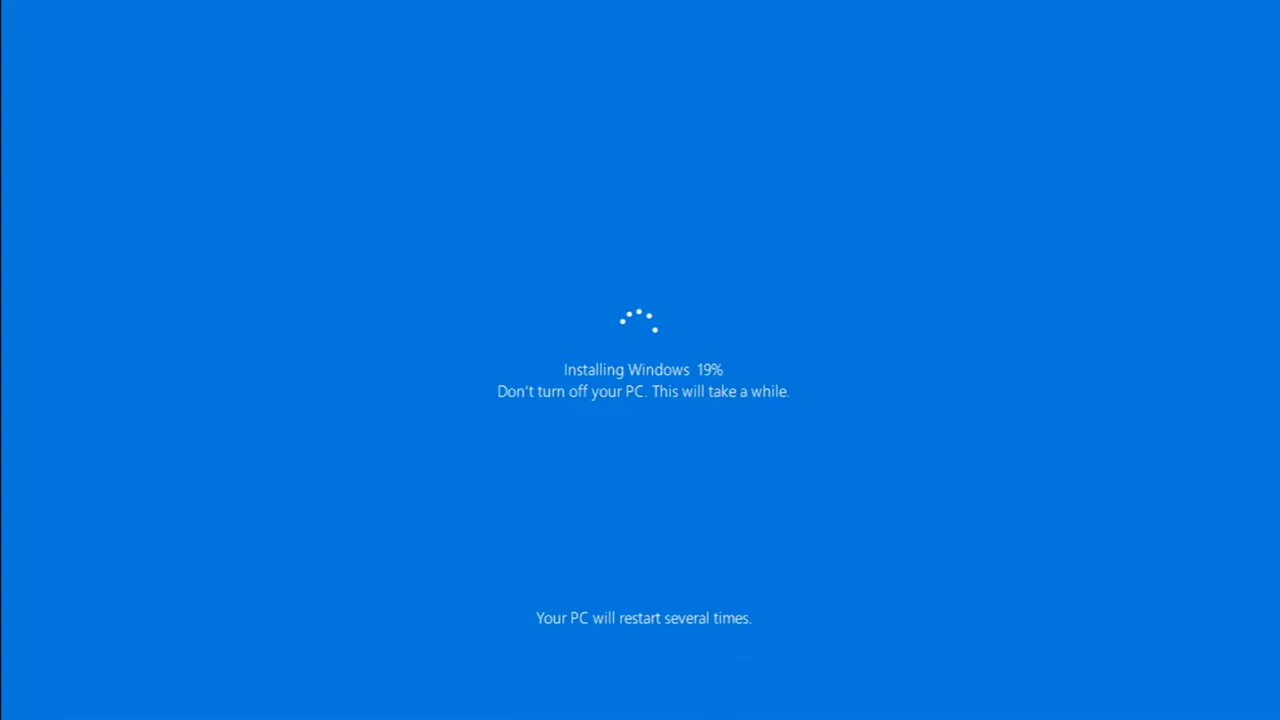 Installing Windows 19%
Don't turn off your PC. This will take a while.
Your PC will restart several times.